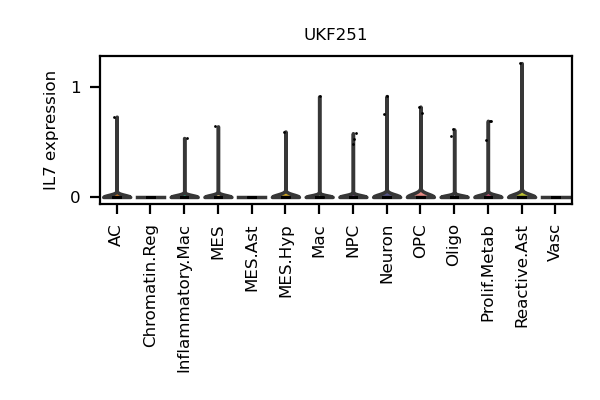 UKF251
IL7 expression
1
0
AC
Chromatin.Reg
Inflammatory.Mac
MES
MES.Ast
MES.Hyp
Mac
NPC
Neuron
OPC
Oligo
Prolif.Metab
Reactive.Ast
Vasc